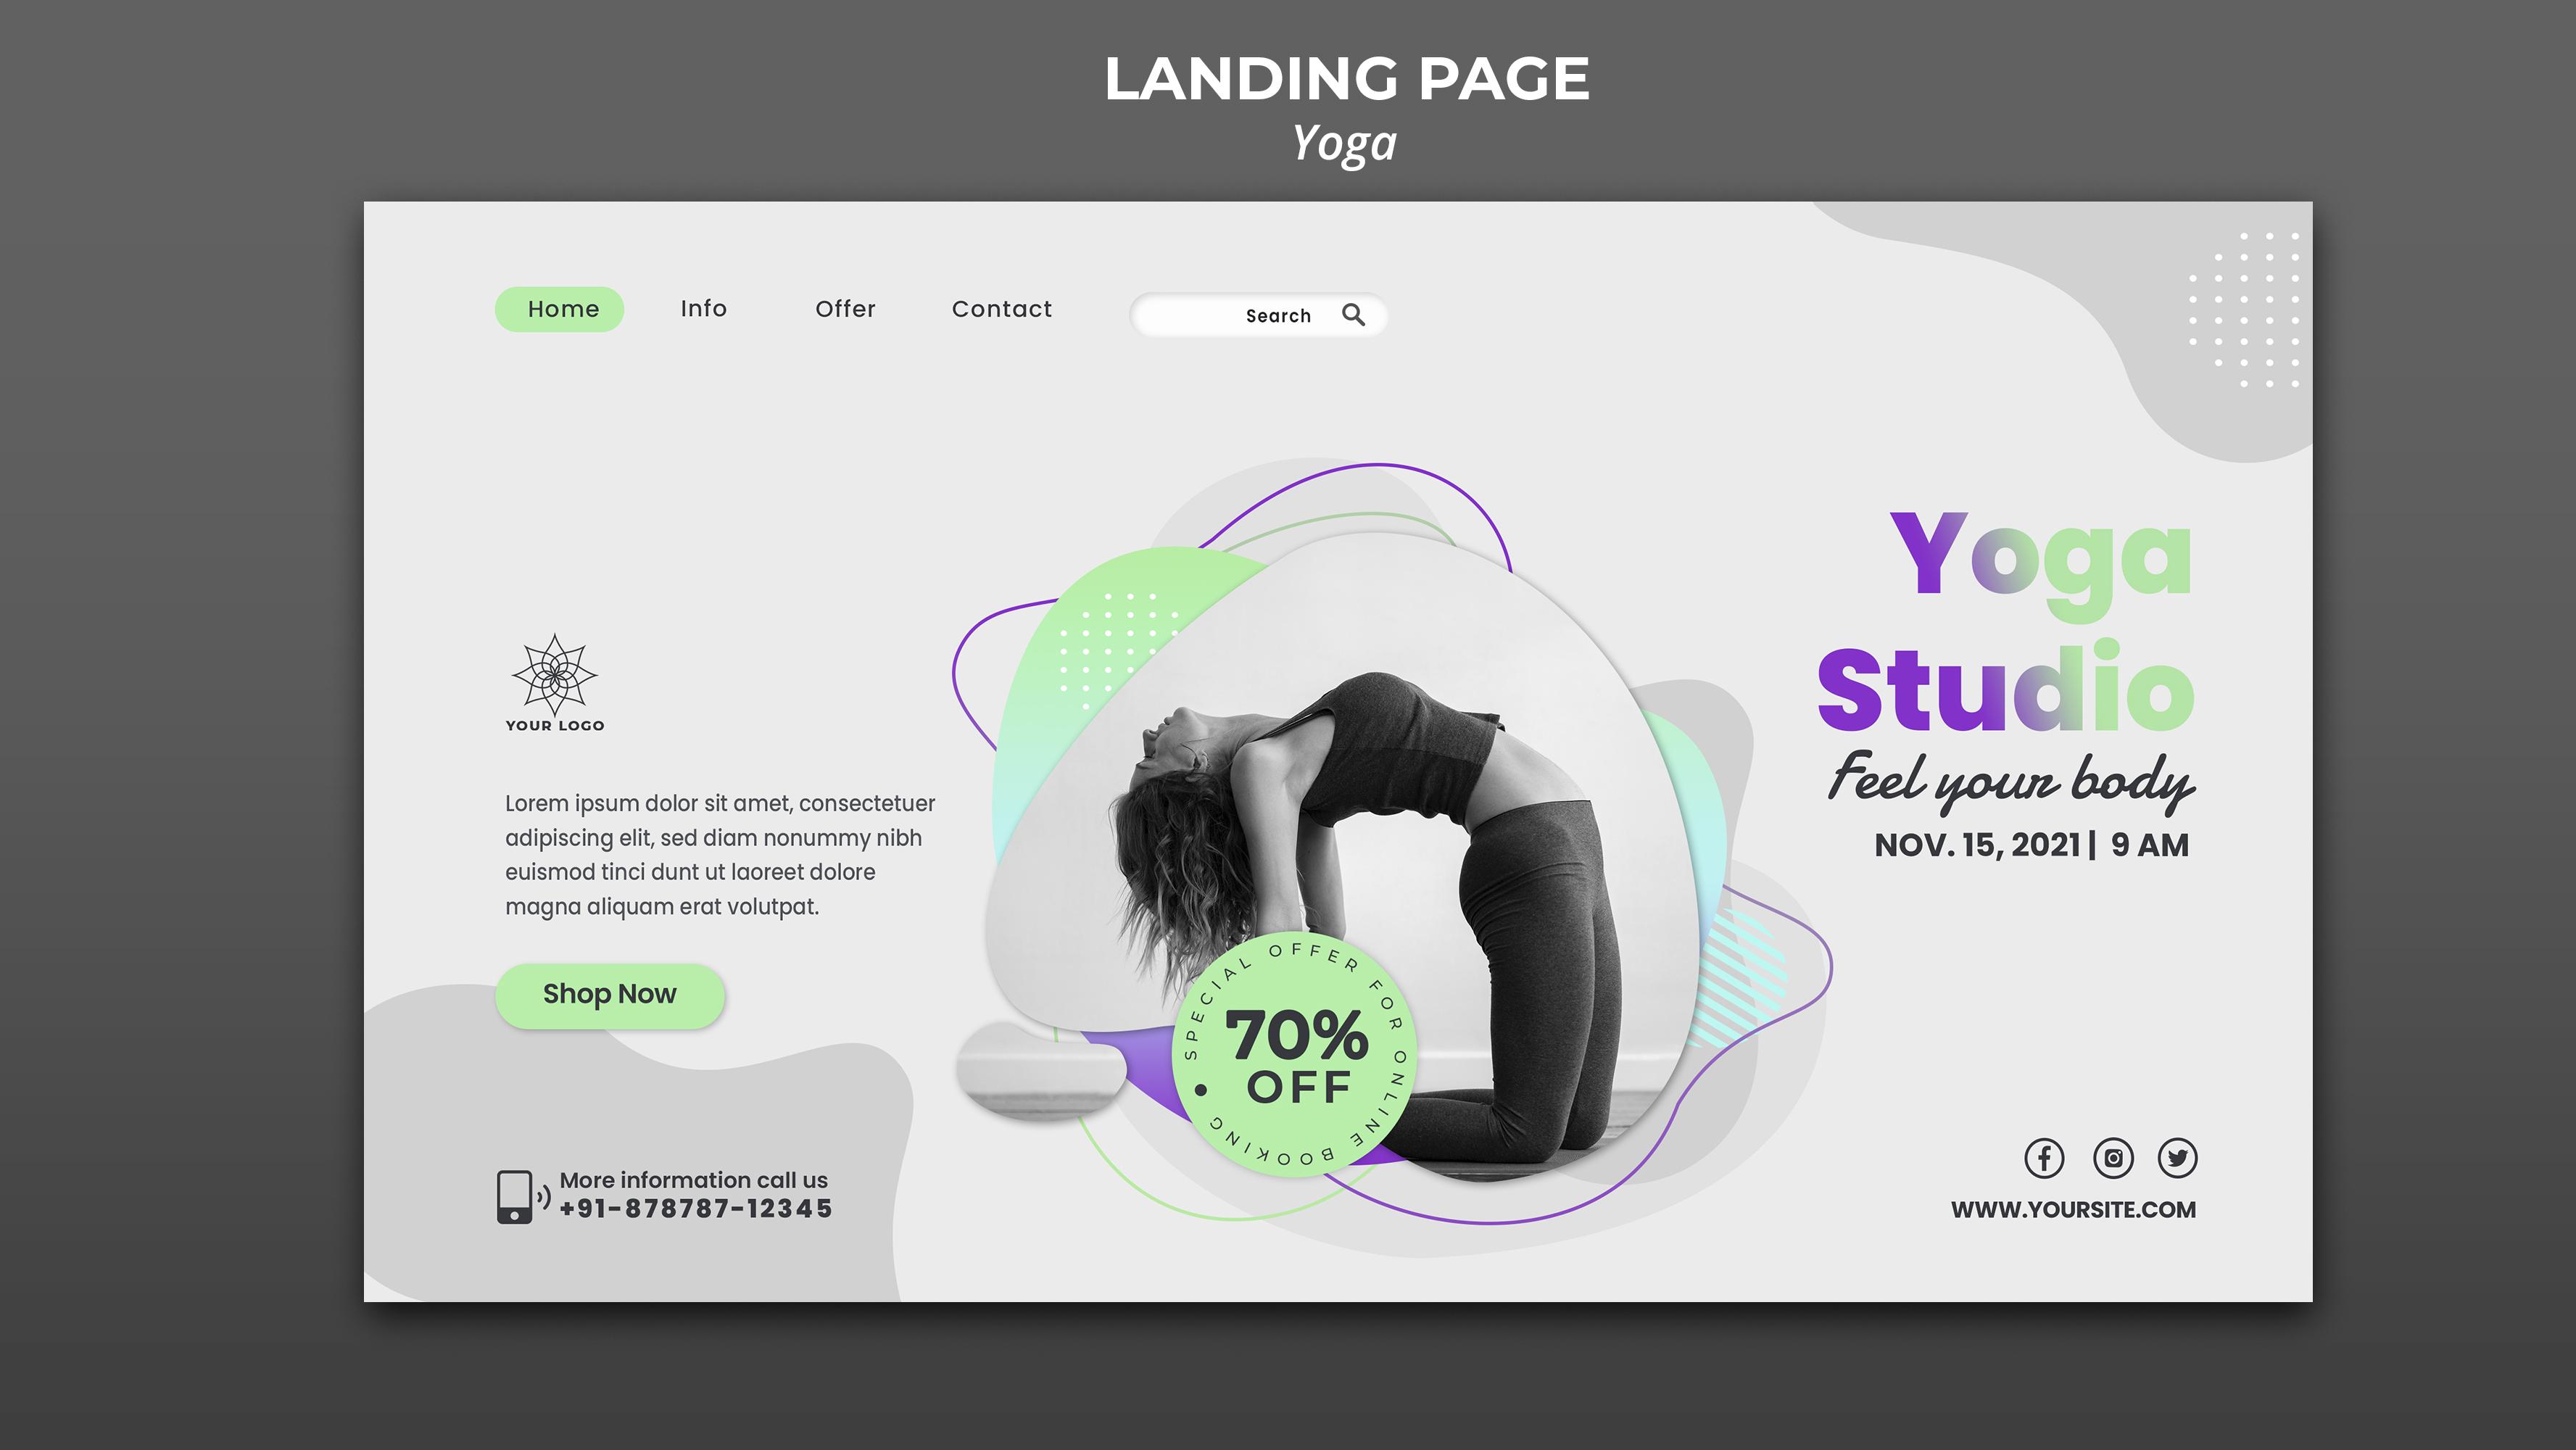 LANDING PAGE
Yoga
Home
Info
Offer
Contact
Search
YOUR LOGO
Lorem ipsum dolor sit amet, consectetuer
adipiscing elit, sed diam nonummy nibh
euismod tinci dunt ut laoreet dolore
magna aliquam erat volutpat.
Shop Now
More information call us
+91-878787-12345
SPECIAL OFFER FOR ONLINE BOOKING •
70%
OFF
Yoga
Studio
Feel your body
NOV. 15, 2021 | 9 AM
WWW.YOURSITE.COM